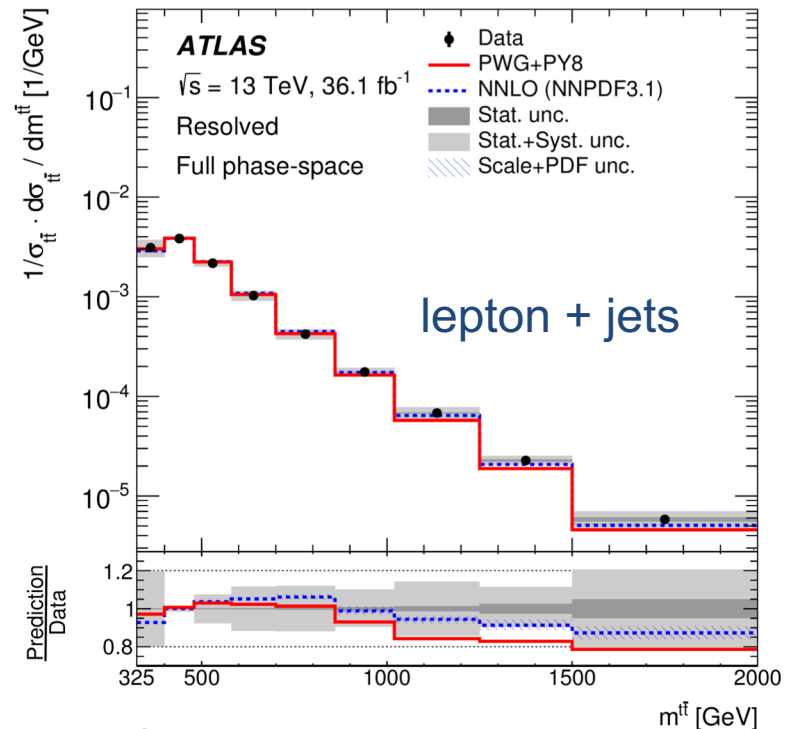 ATLAS
√s = 13 TeV, 36.1 fb⁻¹
Resolved
Full phase-space
Data
PWG+PY8
NNLO (NNPDF3.1)
Stat. unc.
Stat.+Syst. unc.
Scale+PDF unc.
1/σ_tt̄ · dσ_tt̄ / dm^tt̄ [1/GeV]
10⁻¹
10⁻²
10⁻³
10⁻⁴
10⁻⁵
lepton + jets
Prediction
Data
1.2
1
0.8
325 500 1000 1500 2000
m^tt̄ [GeV]